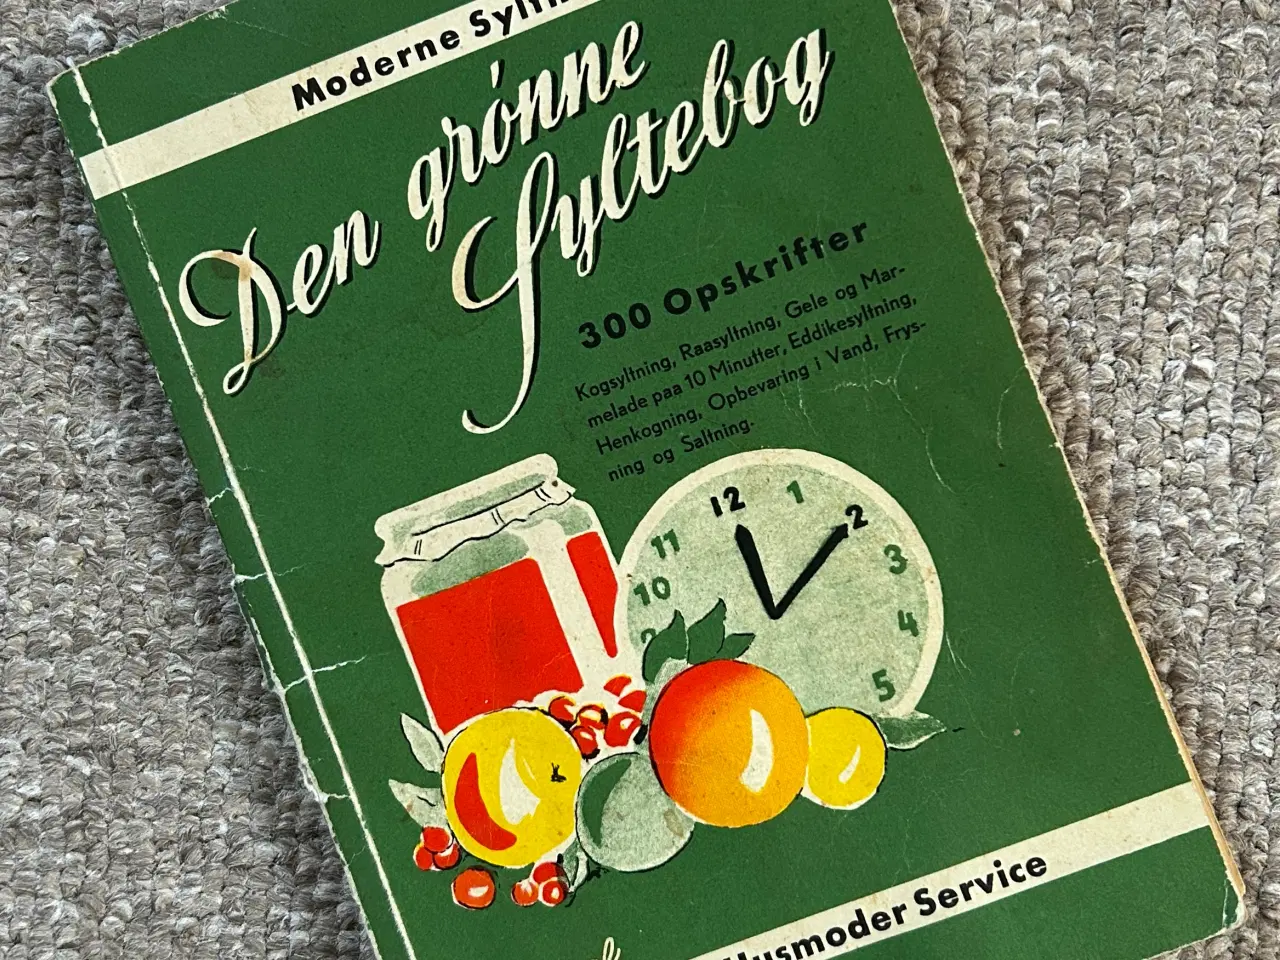 Moderne
Den grønne
Syltebog
300 Opskrifter
Kogsyltning, Raasyltning, Gele og Mar-
melade paa 10 Minutter, Eddikesyltning,
Henkogning, Opbevaring i Vand, Frys-
ning og Saltning.
12
1
2
3
4
5
10
11
Husmoder Service